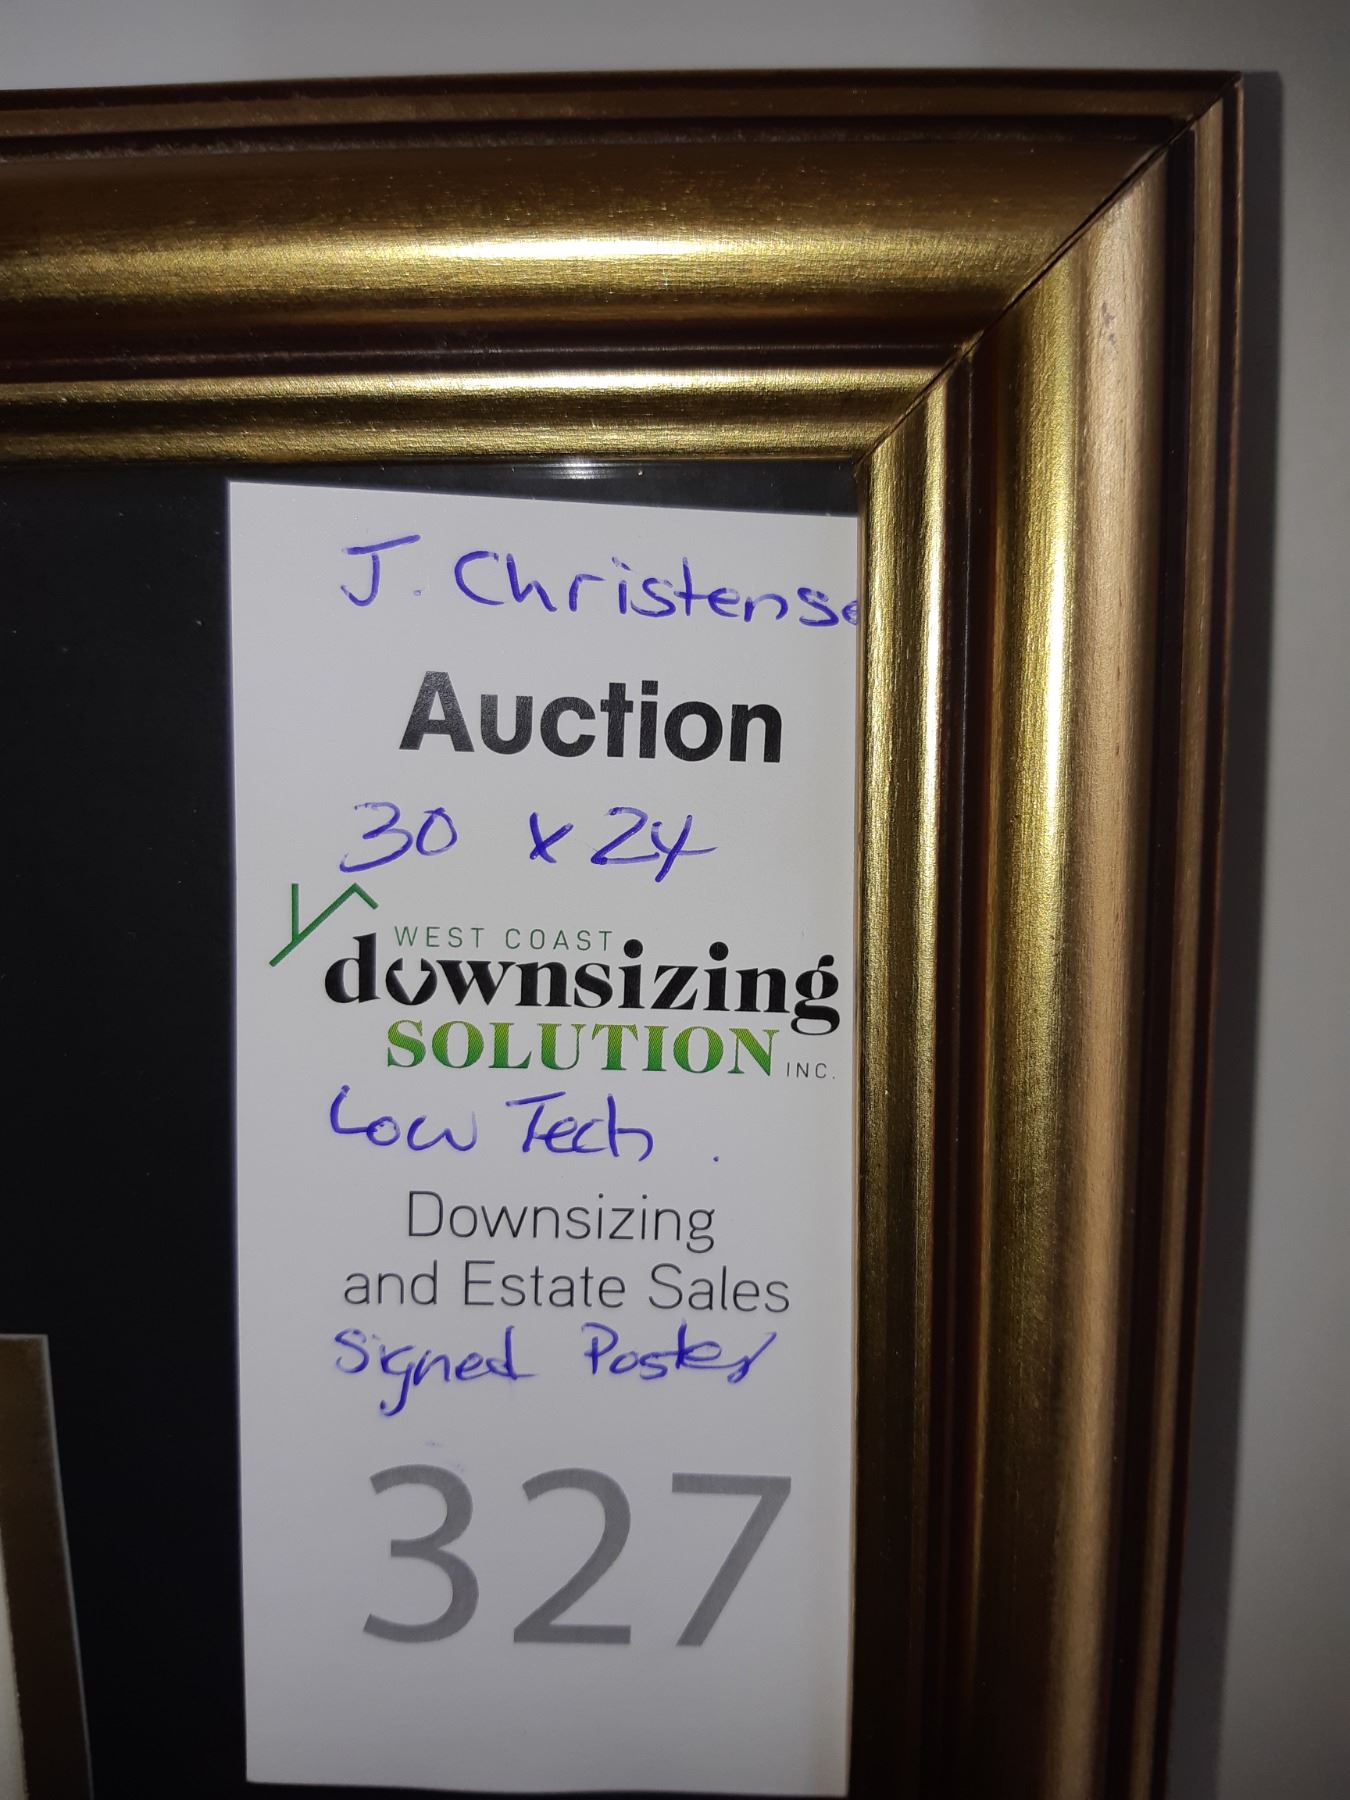 J. Christense
Auction
30 x 24
WEST COAST
downsizing
SOLUTION INC.
Low Tech .
Downsizing
and Estate Sales
Signed Poster
327